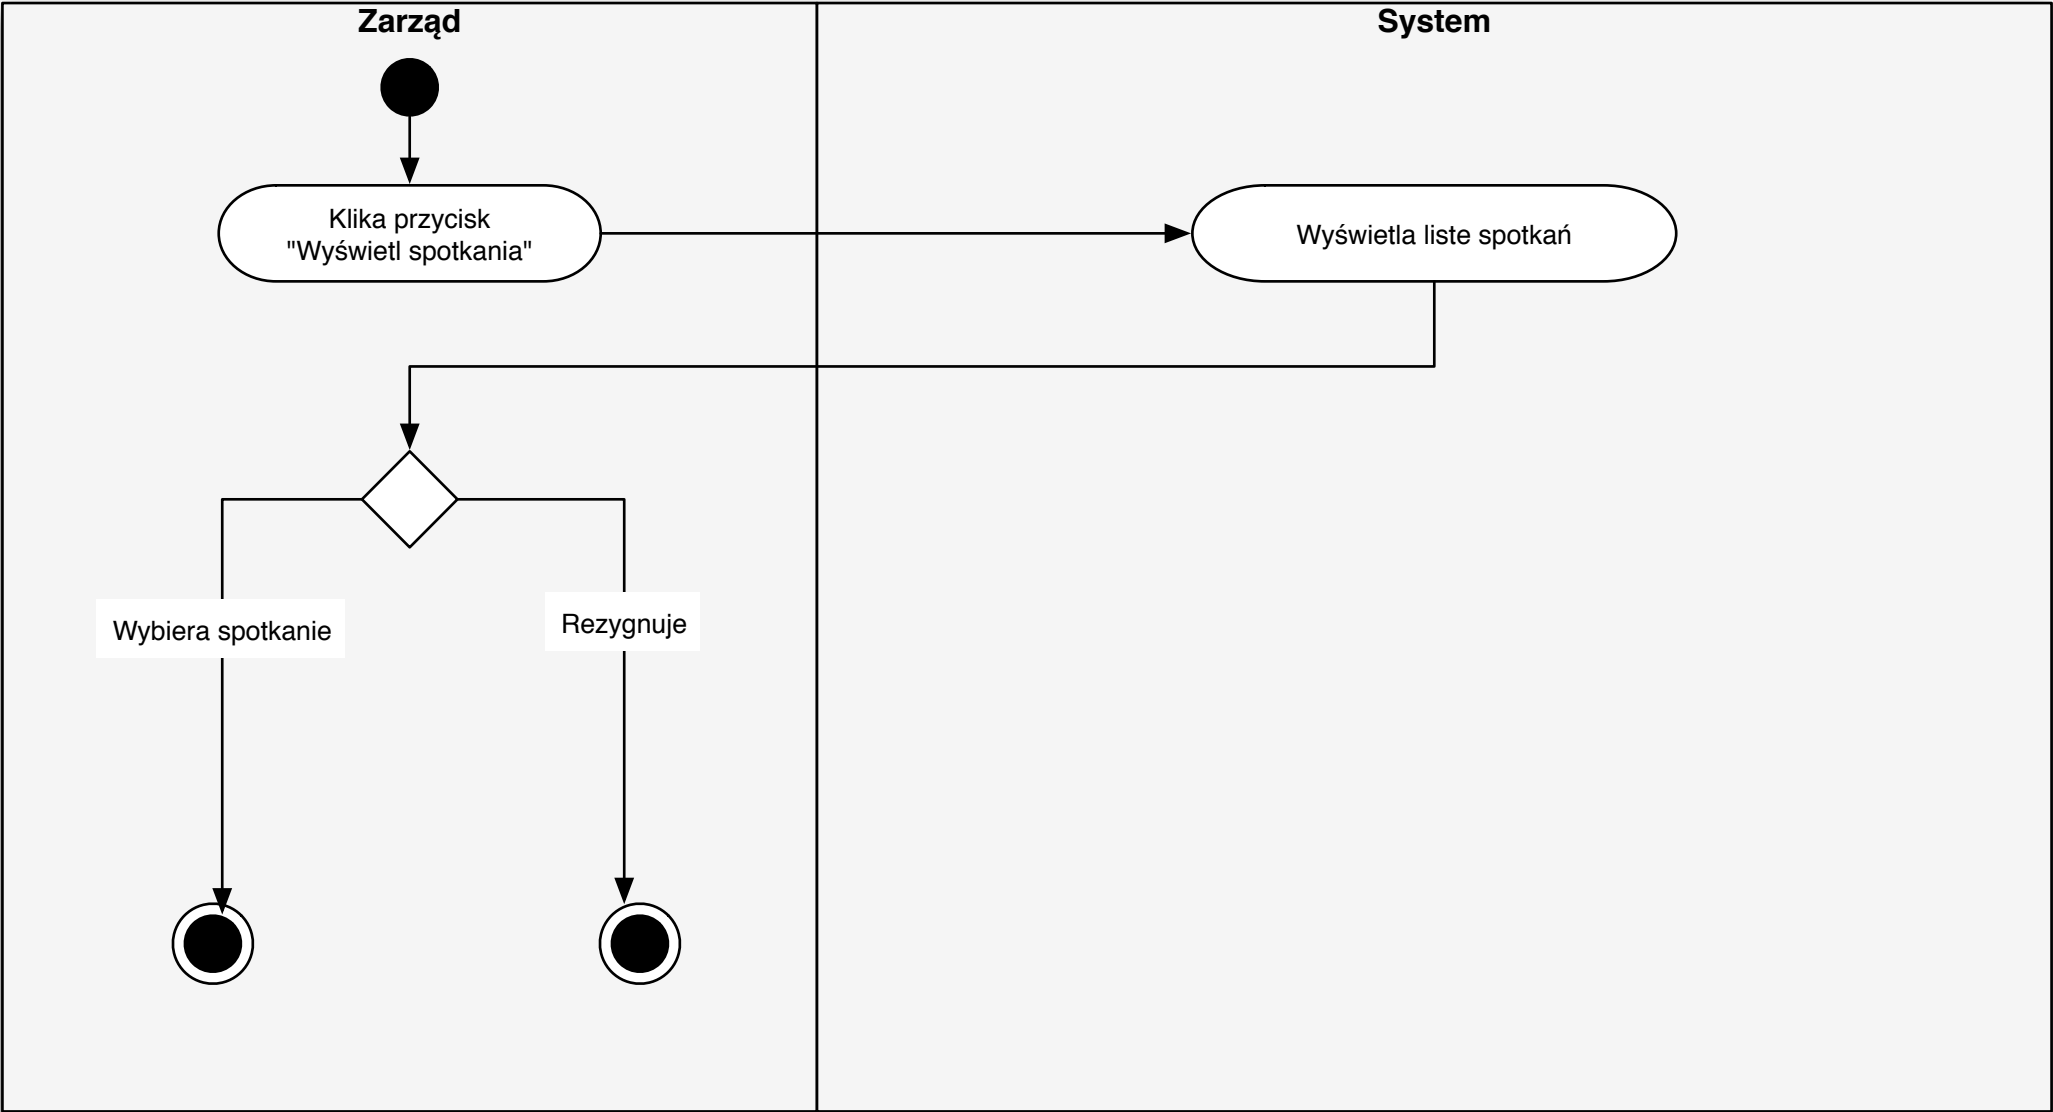 Zarząd
System
Klika przycisk
"Wyświetl spotkania"
Wyświetla liste spotkań
Wybiera spotkanie
Rezygnuje